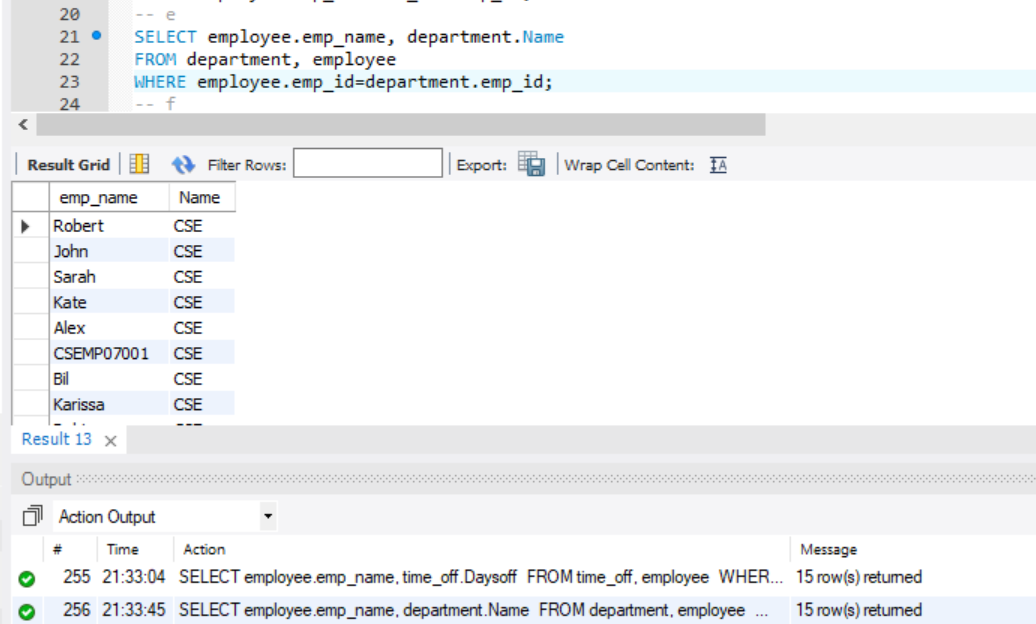 20 -- e
21 SELECT employee.emp_name, department.Name
22 FROM department, employee
23 WHERE employee.emp_id=department.emp_id;
24 -- f
Result Grid Filter Rows: Export: Wrap Cell Content: IA
emp_name Name
Robert CSE
John CSE
Sarah CSE
Kate CSE
Alex CSE
CSEMP07001 CSE
Bil CSE
Karissa CSE
Result 13
Output
Action Output
# Time Action Message
255 21:33:04 SELECT employee.emp_name, time_off.Daysoff FROM time_off, employee WHER... 15 row(s) returned
256 21:33:45 SELECT employee.emp_name, department.Name FROM department, employee ... 15 row(s) returned